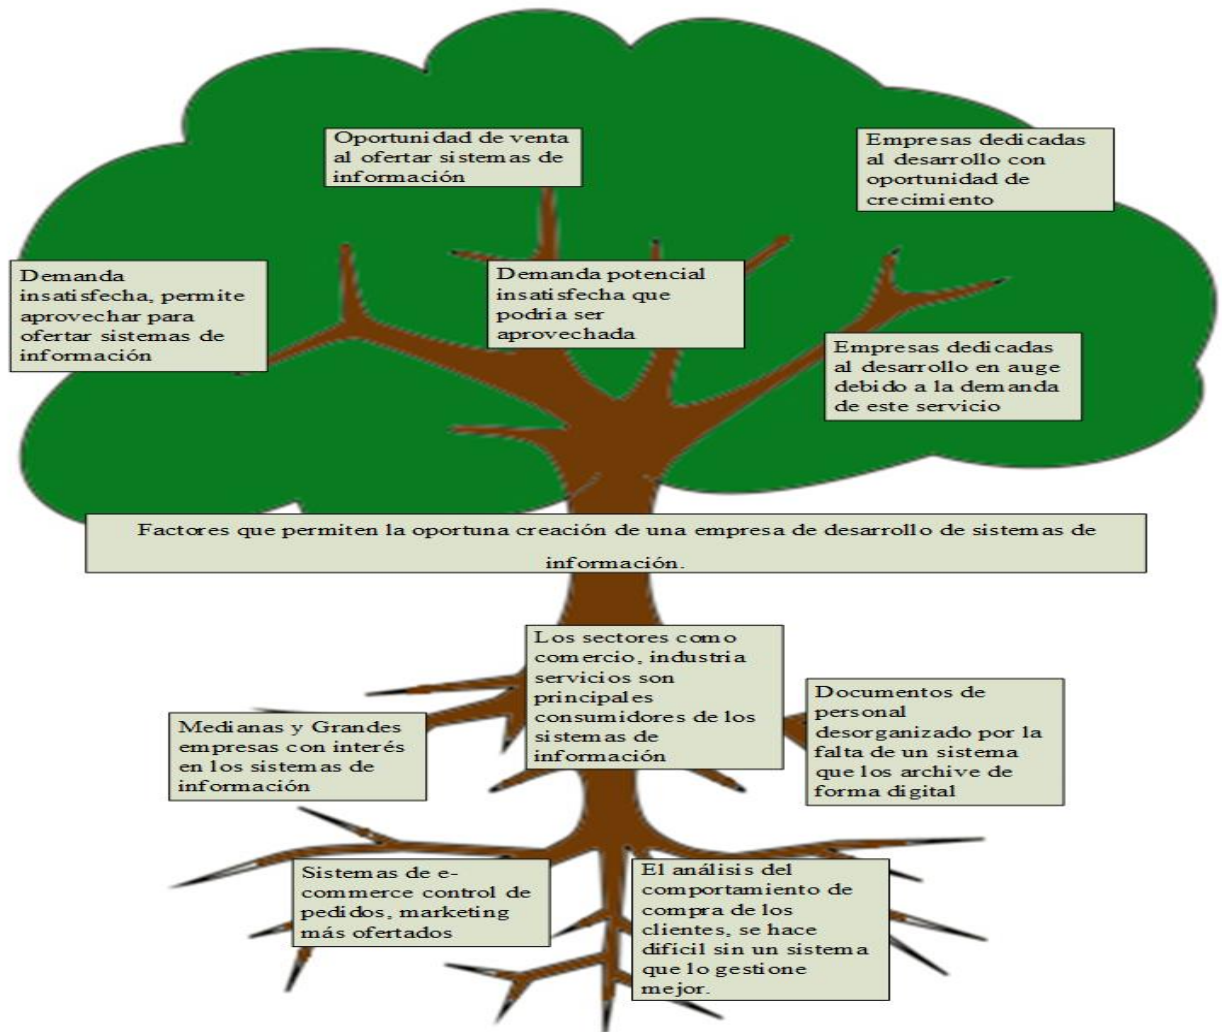 Oportunidad de venta
al ofertar sistemas de
información
Empresas dedicadas
al desarrollo con
oportunidad de
crecimiento
Demanda
insatisfecha, permite
aprovechar para
ofertar sistemas de
información
Demanda potencial
insatisfecha que
podría ser
aprovechada
Empresas dedicadas
al desarrollo en auge
debido a la demanda
de este servicio
Factores que permiten la oportuna creación de una empresa de desarrollo de sistemas de
información.
Los sectores como
comercio, industria
servicios son
principales
consumidores de los
sistemas de
información
Medianas y Grandes
empresas con interés
en los sistemas de
información
Documentos de
personal
desorganizado por la
falta de un sistema
que los archive de
forma digital
Sistemas de e-
commerce control de
pedidos, marketing
más ofertados
El análisis del
comportamiento de
compra de los
clientes, se hace
difícil sin un sistema
que lo gestione
mejor.